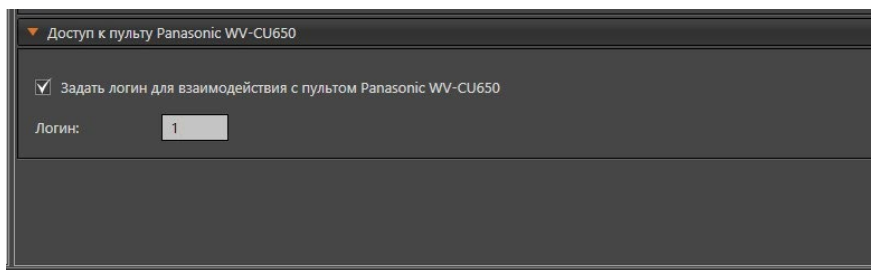 Доступ к пульту Panasonic WV-CU650
Задать логин для взаимодействия с пультом Panasonic WV-CU650
Логин: 1